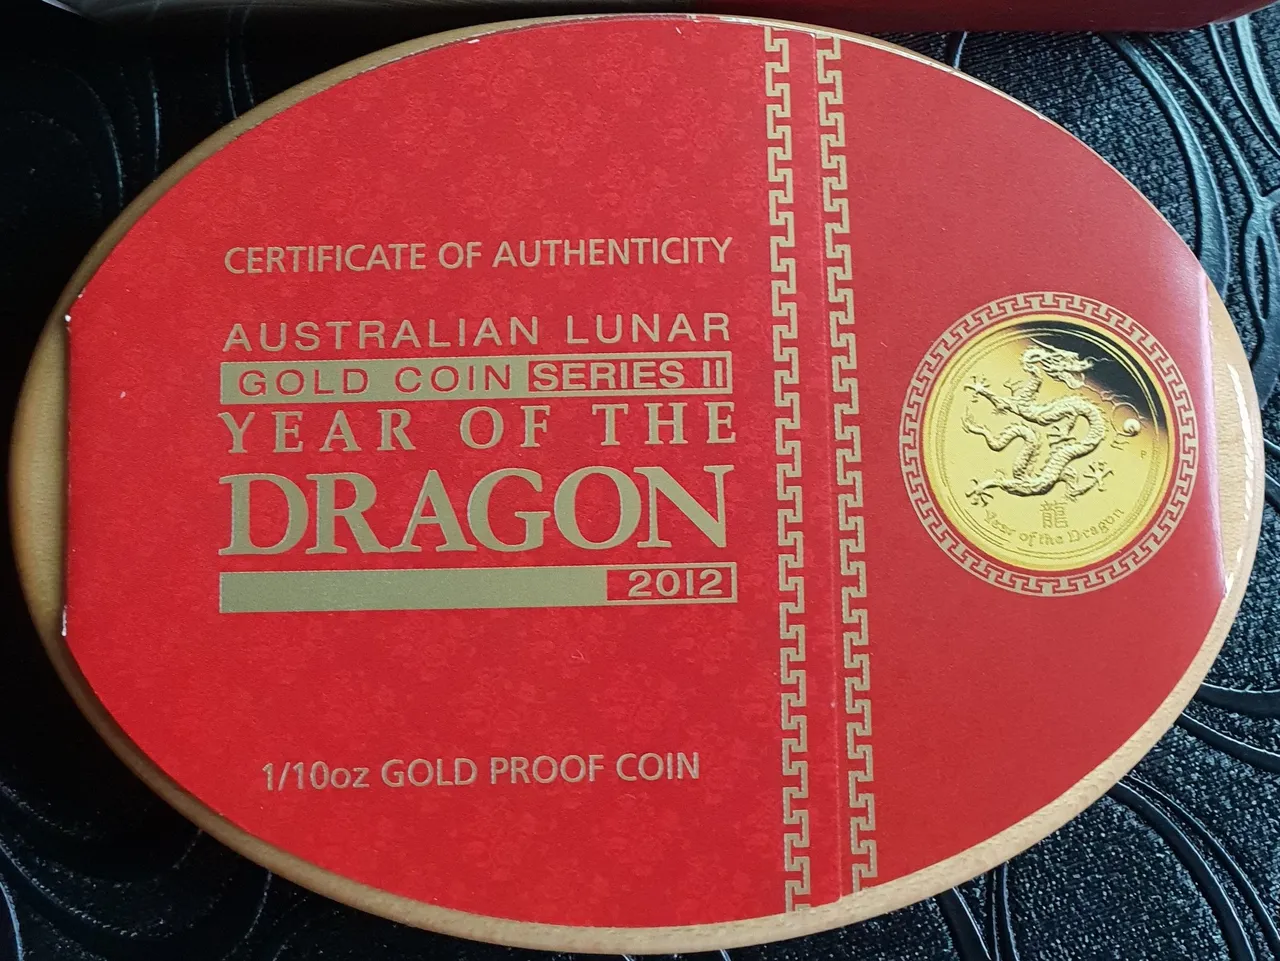 CERTIFICATE OF AUTHENTICITY
AUSTRALIAN LUNAR
GOLD COIN SERIES II
YEAR OF THE
DRAGON
2012
1/10oz GOLD PROOF COIN
P
龍
Year of the Dragon